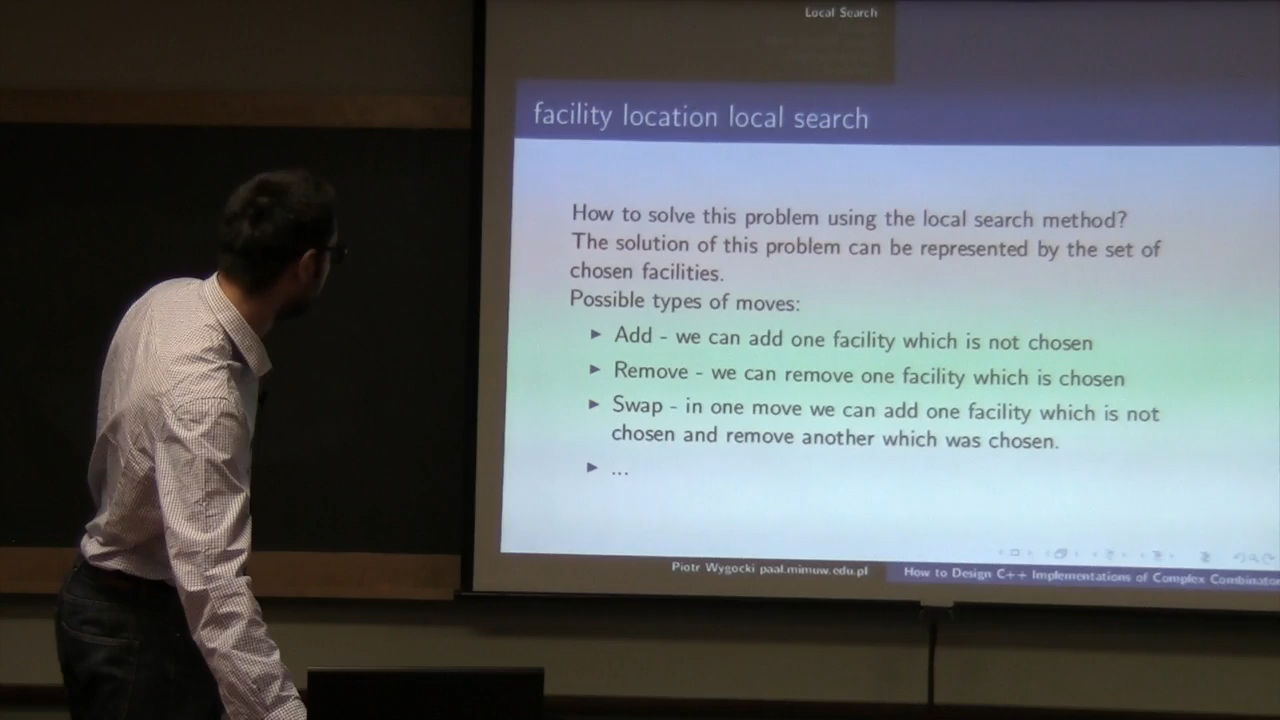 Local Search
facility location local search
How to solve this problem using the local search method?
The solution of this problem can be represented by the set of
chosen facilities.
Possible types of moves:
▶ Add - we can add one facility which is not chosen
▶ Remove - we can remove one facility which is chosen
▶ Swap - in one move we can add one facility which is not
chosen and remove another which was chosen.
▶ ...
Piotr Wygocki paal.mimuw.edu.pl
How to Design C++ Implementations of Complex Combinator